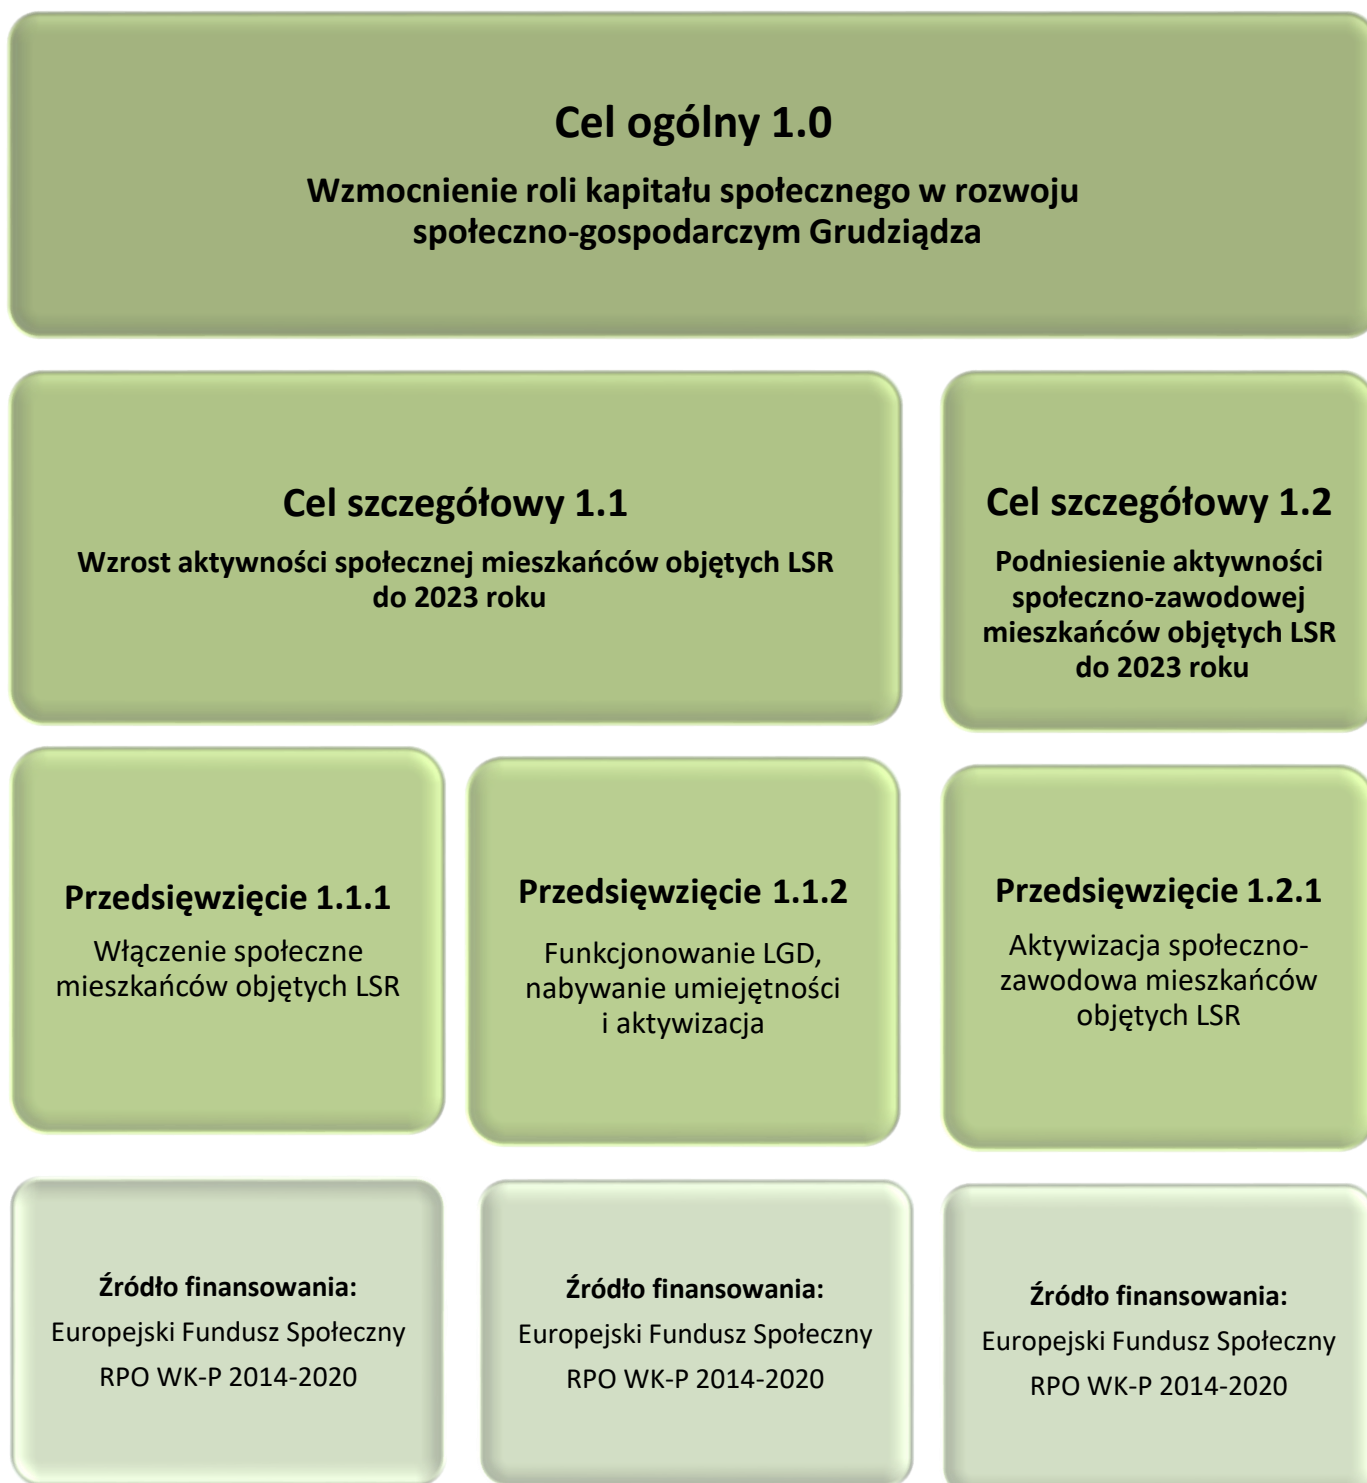 Cel ogólny 1.0
Wzmocnienie roli kapitału społecznego w rozwoju
społeczno-gospodarczym Grudziądza
Cel szczegółowy 1.1
Wzrost aktywności społecznej mieszkańców objętych LSR
do 2023 roku
Cel szczegółowy 1.2
Podniesienie aktywności
społeczno-zawodowej
mieszkańców objętych LSR
do 2023 roku
Przedsięwzięcie 1.1.1
Włączenie społeczne
mieszkańców objętych LSR
Przedsięwzięcie 1.1.2
Funkcjonowanie LGD,
nabywanie umiejętności
i aktywizacja
Przedsięwzięcie 1.2.1
Aktywizacja społeczno-
zawodowa mieszkańców
objętych LSR
Źródło finansowania:
Europejski Fundusz Społeczny
RPO WK-P 2014-2020
Źródło finansowania:
Europejski Fundusz Społeczny
RPO WK-P 2014-2020
Źródło finansowania:
Europejski Fundusz Społeczny
RPO WK-P 2014-2020